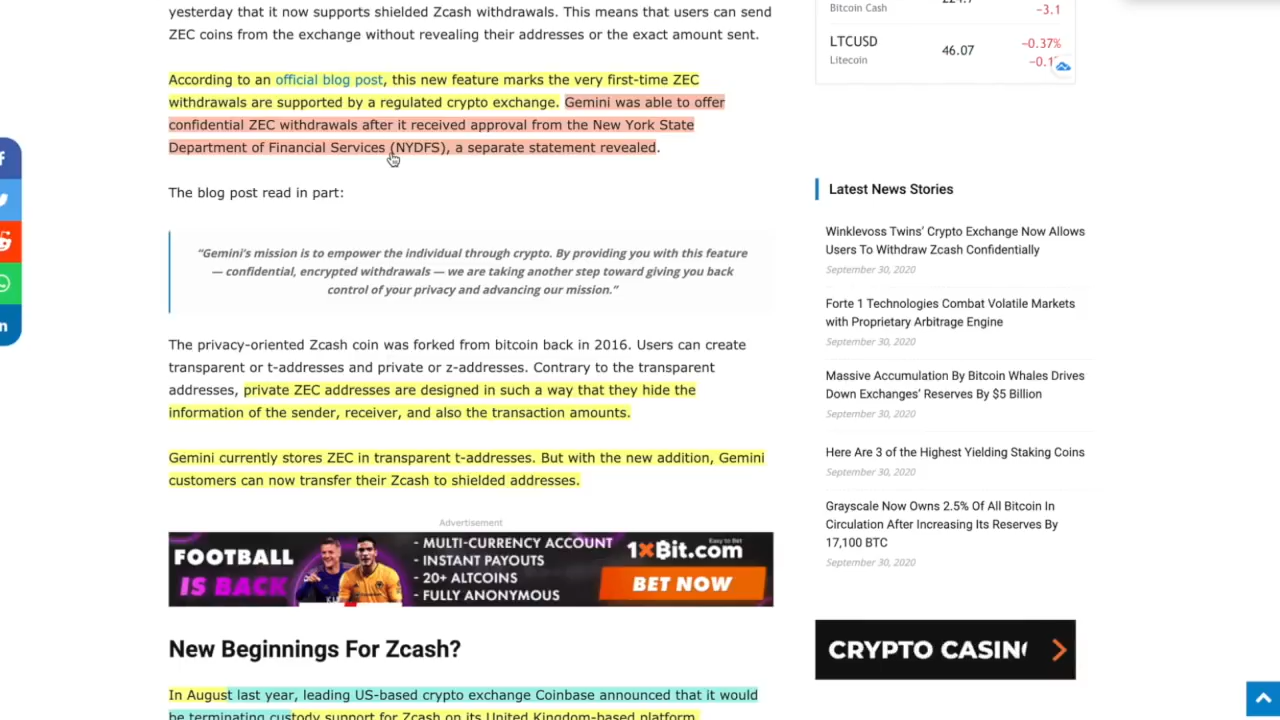 yesterday that it now supports shielded Zcash withdrawals. This means that users can send
ZEC coins from the exchange without revealing their addresses or the exact amount sent.
According to an official blog post, this new feature marks the very first-time ZEC
withdrawals are supported by a regulated crypto exchange. Gemini was able to offer
confidential ZEC withdrawals after it received approval from the New York State
Department of Financial Services (NYDFS), a separate statement revealed.
The blog post read in part:
“Gemini's mission is to empower the individual through crypto. By providing you with this feature
— confidential, encrypted withdrawals — we are taking another step toward giving you back
control of your privacy and advancing our mission.”
The privacy-oriented Zcash coin was forked from bitcoin back in 2016. Users can create
transparent or t-addresses and private or z-addresses. Contrary to the transparent
addresses, private ZEC addresses are designed in such a way that they hide the
information of the sender, receiver, and also the transaction amounts.
Gemini currently stores ZEC in transparent t-addresses. But with the new addition, Gemini
customers can now transfer their Zcash to shielded addresses.
Advertisement
FOOTBALL
IS BACK
- MULTI-CURRENCY ACCOUNT
- INSTANT PAYOUTS
- 20+ ALTCOINS
- FULLY ANONYMOUS
Easy to Bet
1XBit.com
BET NOW
New Beginnings For Zcash?
In August last year, leading US-based crypto exchange Coinbase announced that it would
be terminating custody support for Zcash on its United Kingdom-based platform.
Bitcoin Cash
−3.1
LTCUSD
46.07
−0.37%
Litecoin
Latest News Stories
Winklevoss Twins’ Crypto Exchange Now Allows
Users To Withdraw Zcash Confidentially
September 30, 2020
Forte 1 Technologies Combat Volatile Markets
with Proprietary Arbitrage Engine
September 30, 2020
Massive Accumulation By Bitcoin Whales Drives
Down Exchanges’ Reserves By $5 Billion
September 30, 2020
Here Are 3 of the Highest Yielding Staking Coins
September 30, 2020
Grayscale Now Owns 2.5% Of All Bitcoin In
Circulation After Increasing Its Reserves By
17,100 BTC
September 30, 2020
CRYPTO CASIN